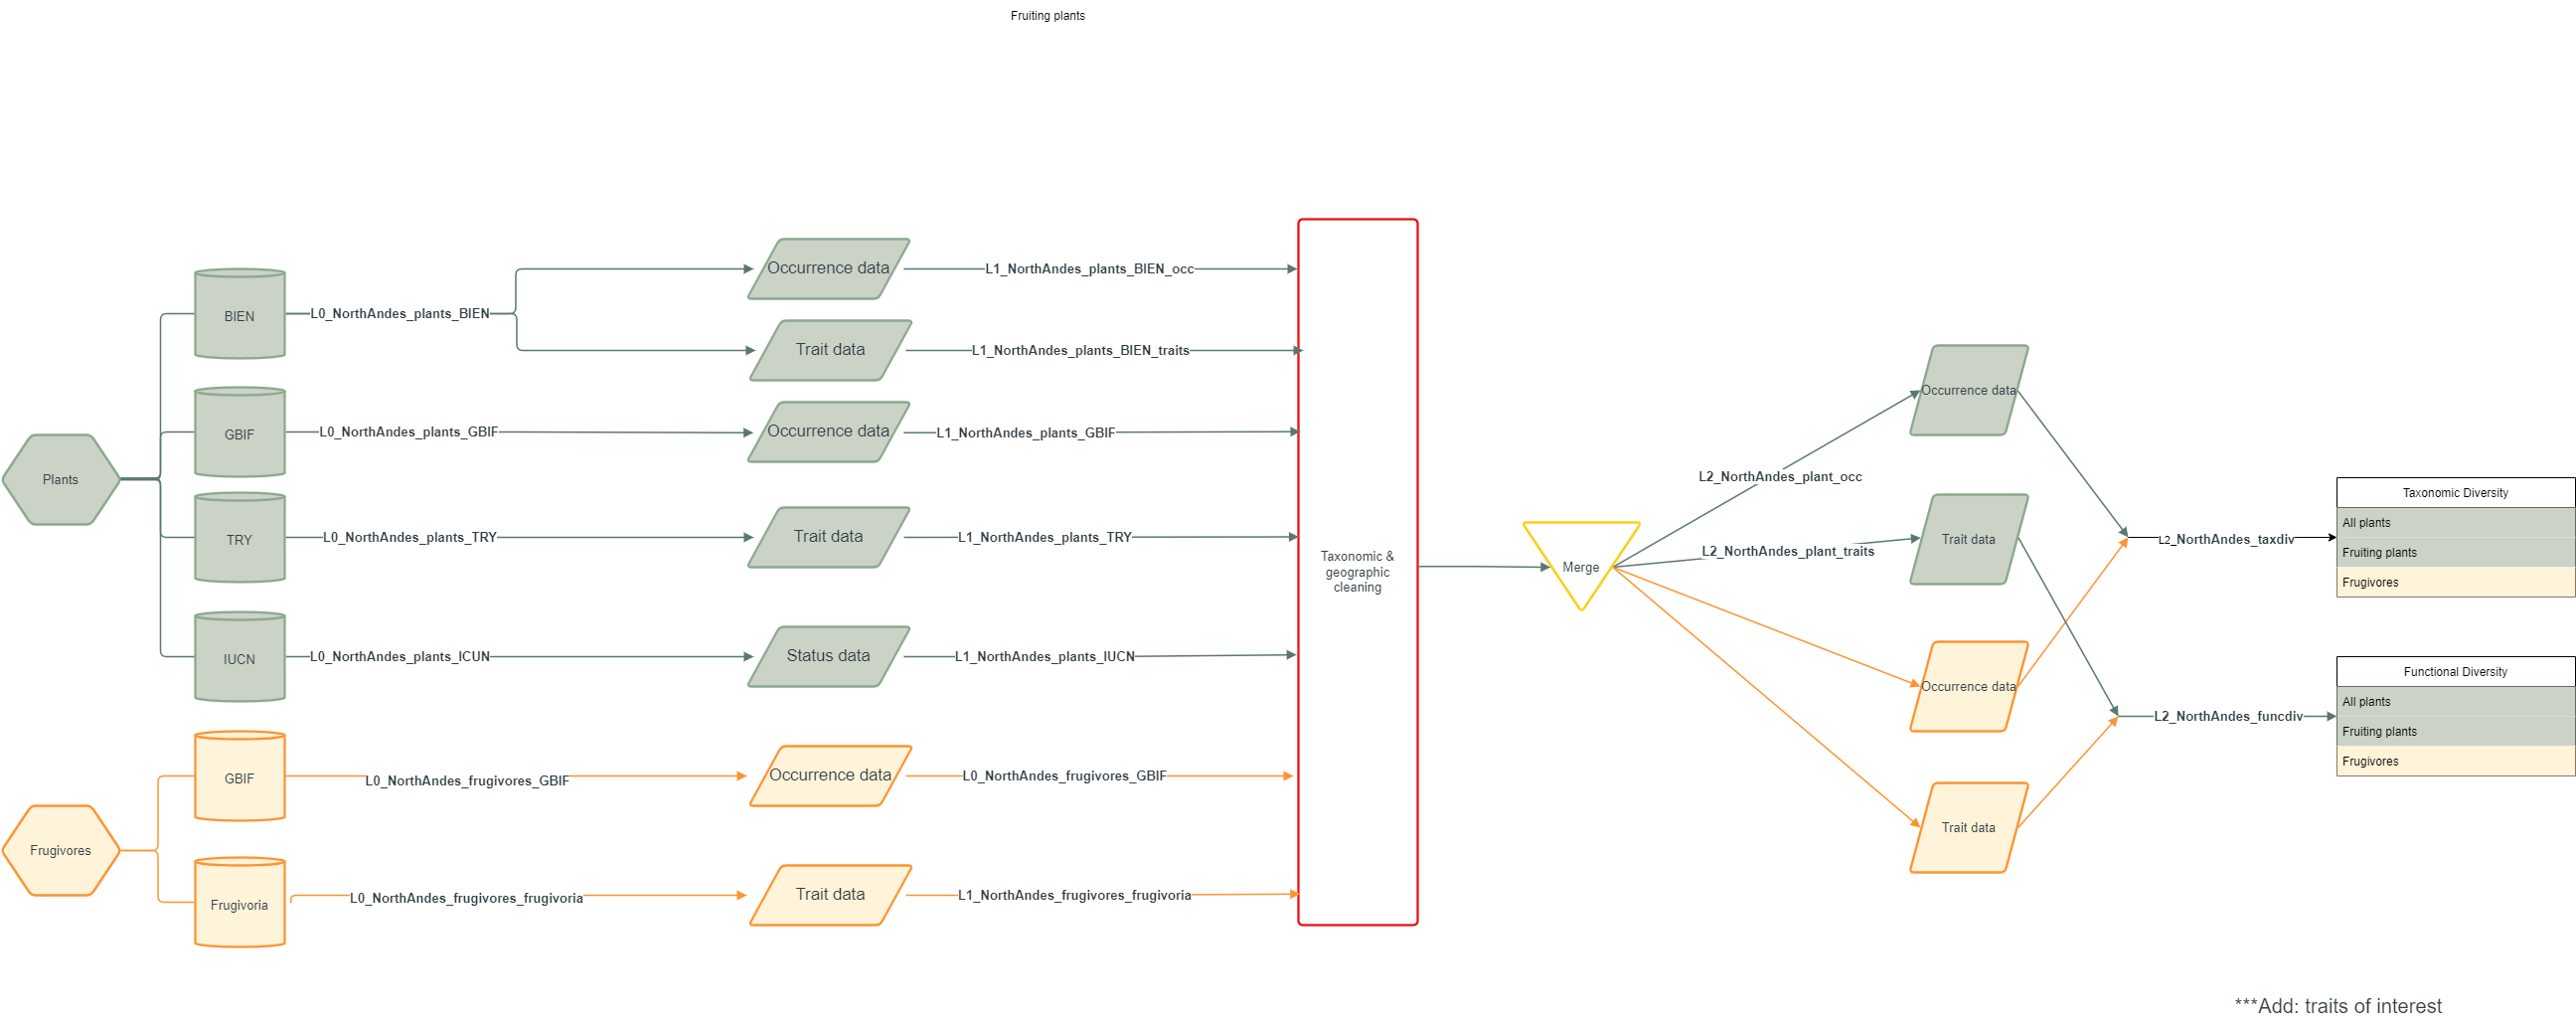 Fruiting plants
Plants
BIEN
GBIF
TRY
IUCN
L0_NorthAndes_plants_BIEN
L0_NorthAndes_plants_GBIF
L0_NorthAndes_plants_TRY
L0_NorthAndes_plants_ICUN
Occurrence data
Trait data
Occurrence data
Trait data
Status data
L1_NorthAndes_plants_BIEN_occ
L1_NorthAndes_plants_BIEN_traits
L1_NorthAndes_plants_GBIF
L1_NorthAndes_plants_TRY
L1_NorthAndes_plants_IUCN
Frugivores
GBIF
Frugivoria
L0_NorthAndes_frugivores_GBIF
L0_NorthAndes_frugivores_frugivoria
Occurrence data
Trait data
L0_NorthAndes_frugivores_GBIF
L1_NorthAndes_frugivores_frugivoria
Taxonomic &
geographic
cleaning
Merge
L2_NorthAndes_plant_occ
L2_NorthAndes_plant_traits
Occurrence data
Trait data
Occurrence data
Trait data
L2_NorthAndes_taxdiv
L2_NorthAndes_funcdiv
Taxonomic Diversity
All plants
Fruiting plants
Frugivores
Functional Diversity
All plants
Fruiting plants
Frugivores
***Add: traits of interest